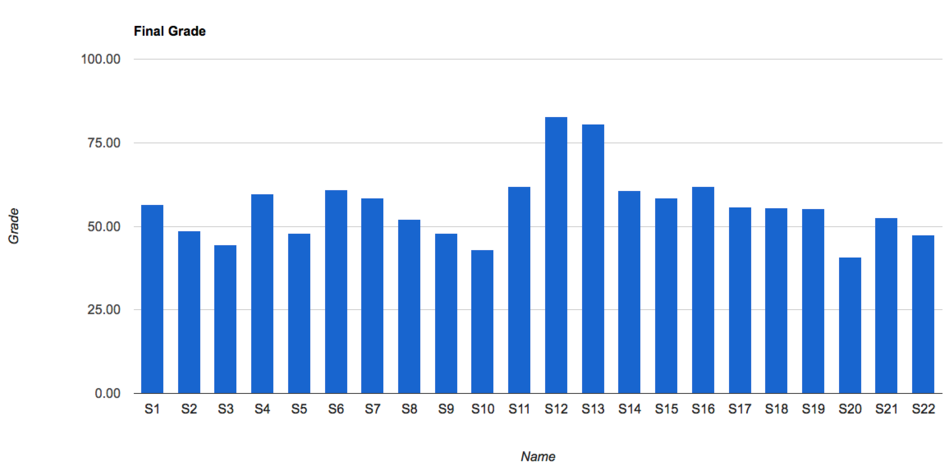 Final Grade
100.00
75.00
50.00
25.00
0.00
Grade
S1 S2 S3 S4 S5 S6 S7 S8 S9 S10 S11 S12 S13 S14 S15 S16 S17 S18 S19 S20 S21 S22
Name